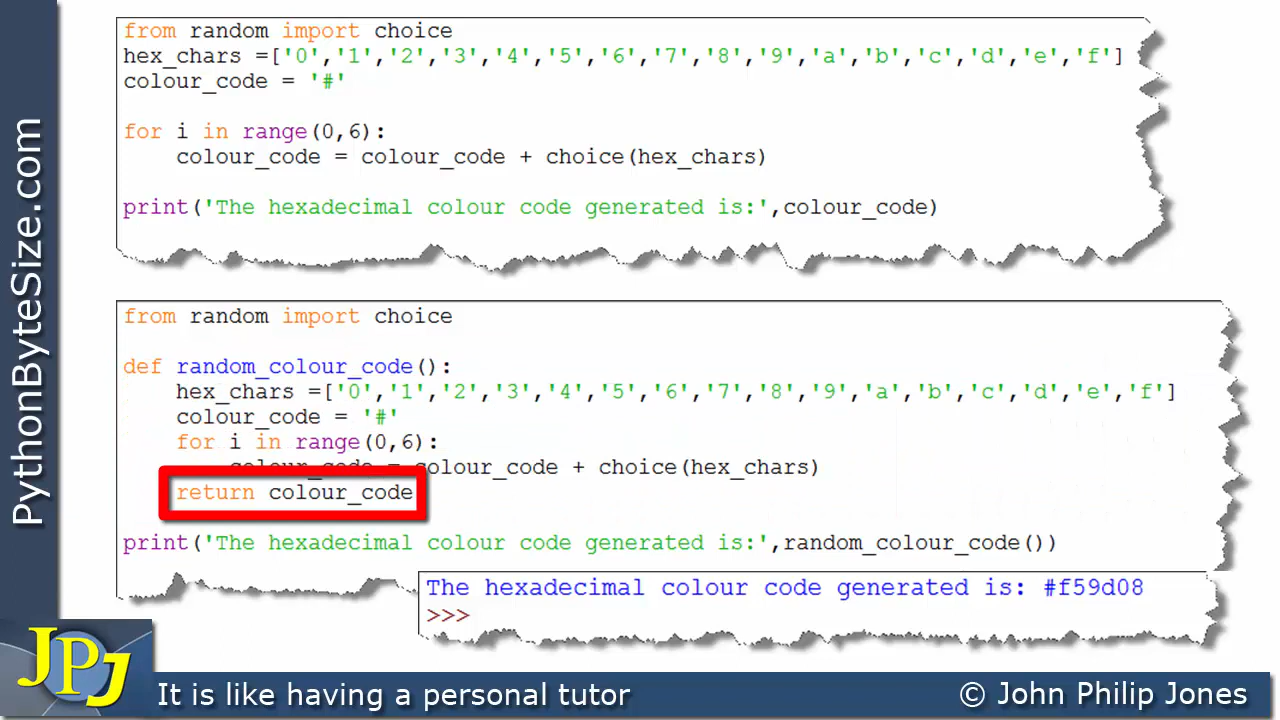 from random import choice
hex_chars =['0','1','2','3','4','5','6','7','8','9','a','b','c','d','e','f']
colour_code = '#'
for i in range(0,6):
colour_code = colour_code + choice(hex_chars)
print('The hexadecimal colour code generated is:',colour_code)
from random import choice
def random_colour_code():
hex_chars =['0','1','2','3','4','5','6','7','8','9','a','b','c','d','e','f']
colour_code = '#'
for i in range(0,6):
colour_code = colour_code + choice(hex_chars)
return colour_code
print('The hexadecimal colour code generated is:',random_colour_code())
The hexadecimal colour code generated is: #f59d08
>>>
PythonByteSize.com
JPJ
It is like having a personal tutor
© John Philip Jones